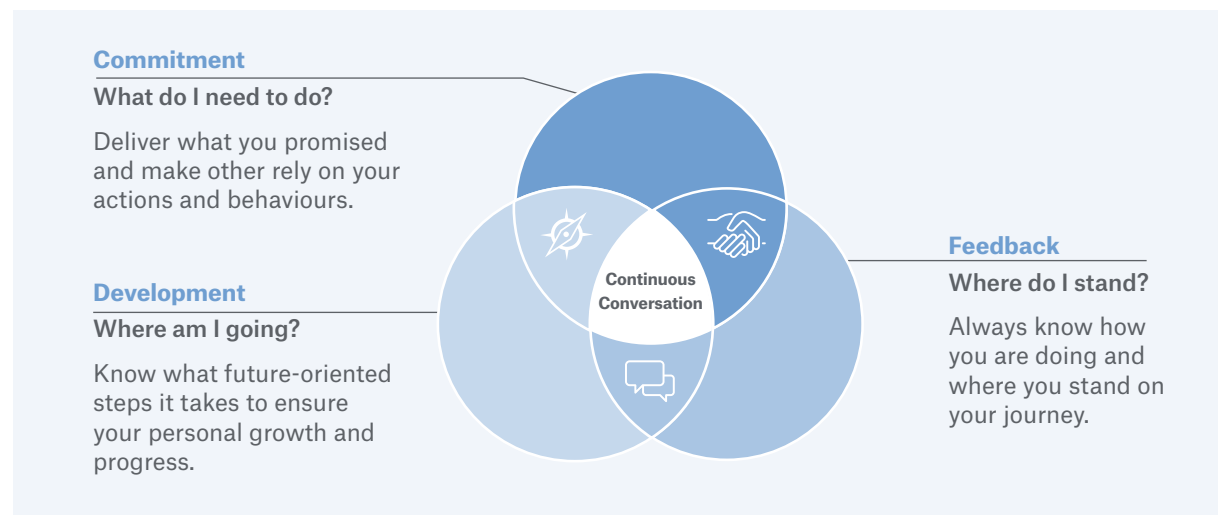 Commitment
What do I need to do?
Deliver what you promised
and make other rely on your
actions and behaviours.
Development
Where am I going?
Know what future-oriented
steps it takes to ensure
your personal growth and
progress.
Continuous
Conversation
Feedback
Where do I stand?
Always know how
you are doing and
where you stand on
your journey.